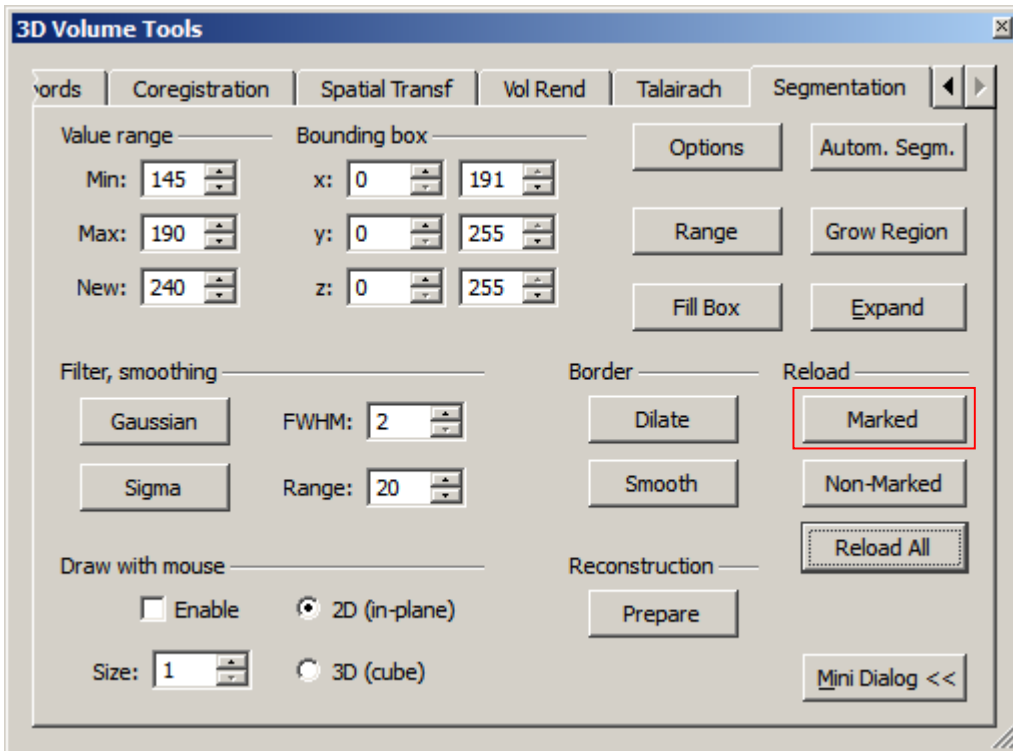 3D Volume Tools
Coregistration Spatial Transf Vol Rend Talairach Segmentation
Value range Bounding box Options Autom. Segm.
Min: 145 x: 0 191
Max: 190 y: 0 255 Range Grow Region
New: 240 z: 0 255 Fill Box Expand
Filter, smoothing Border Reload
Gaussian FWHM: 2 Dilate Marked
Sigma Range: 20 Smooth Non-Marked
Reload All
Draw with mouse Reconstruction
Enable 2D (in-plane) Prepare
Size: 1 3D (cube) Mini Dialog <<